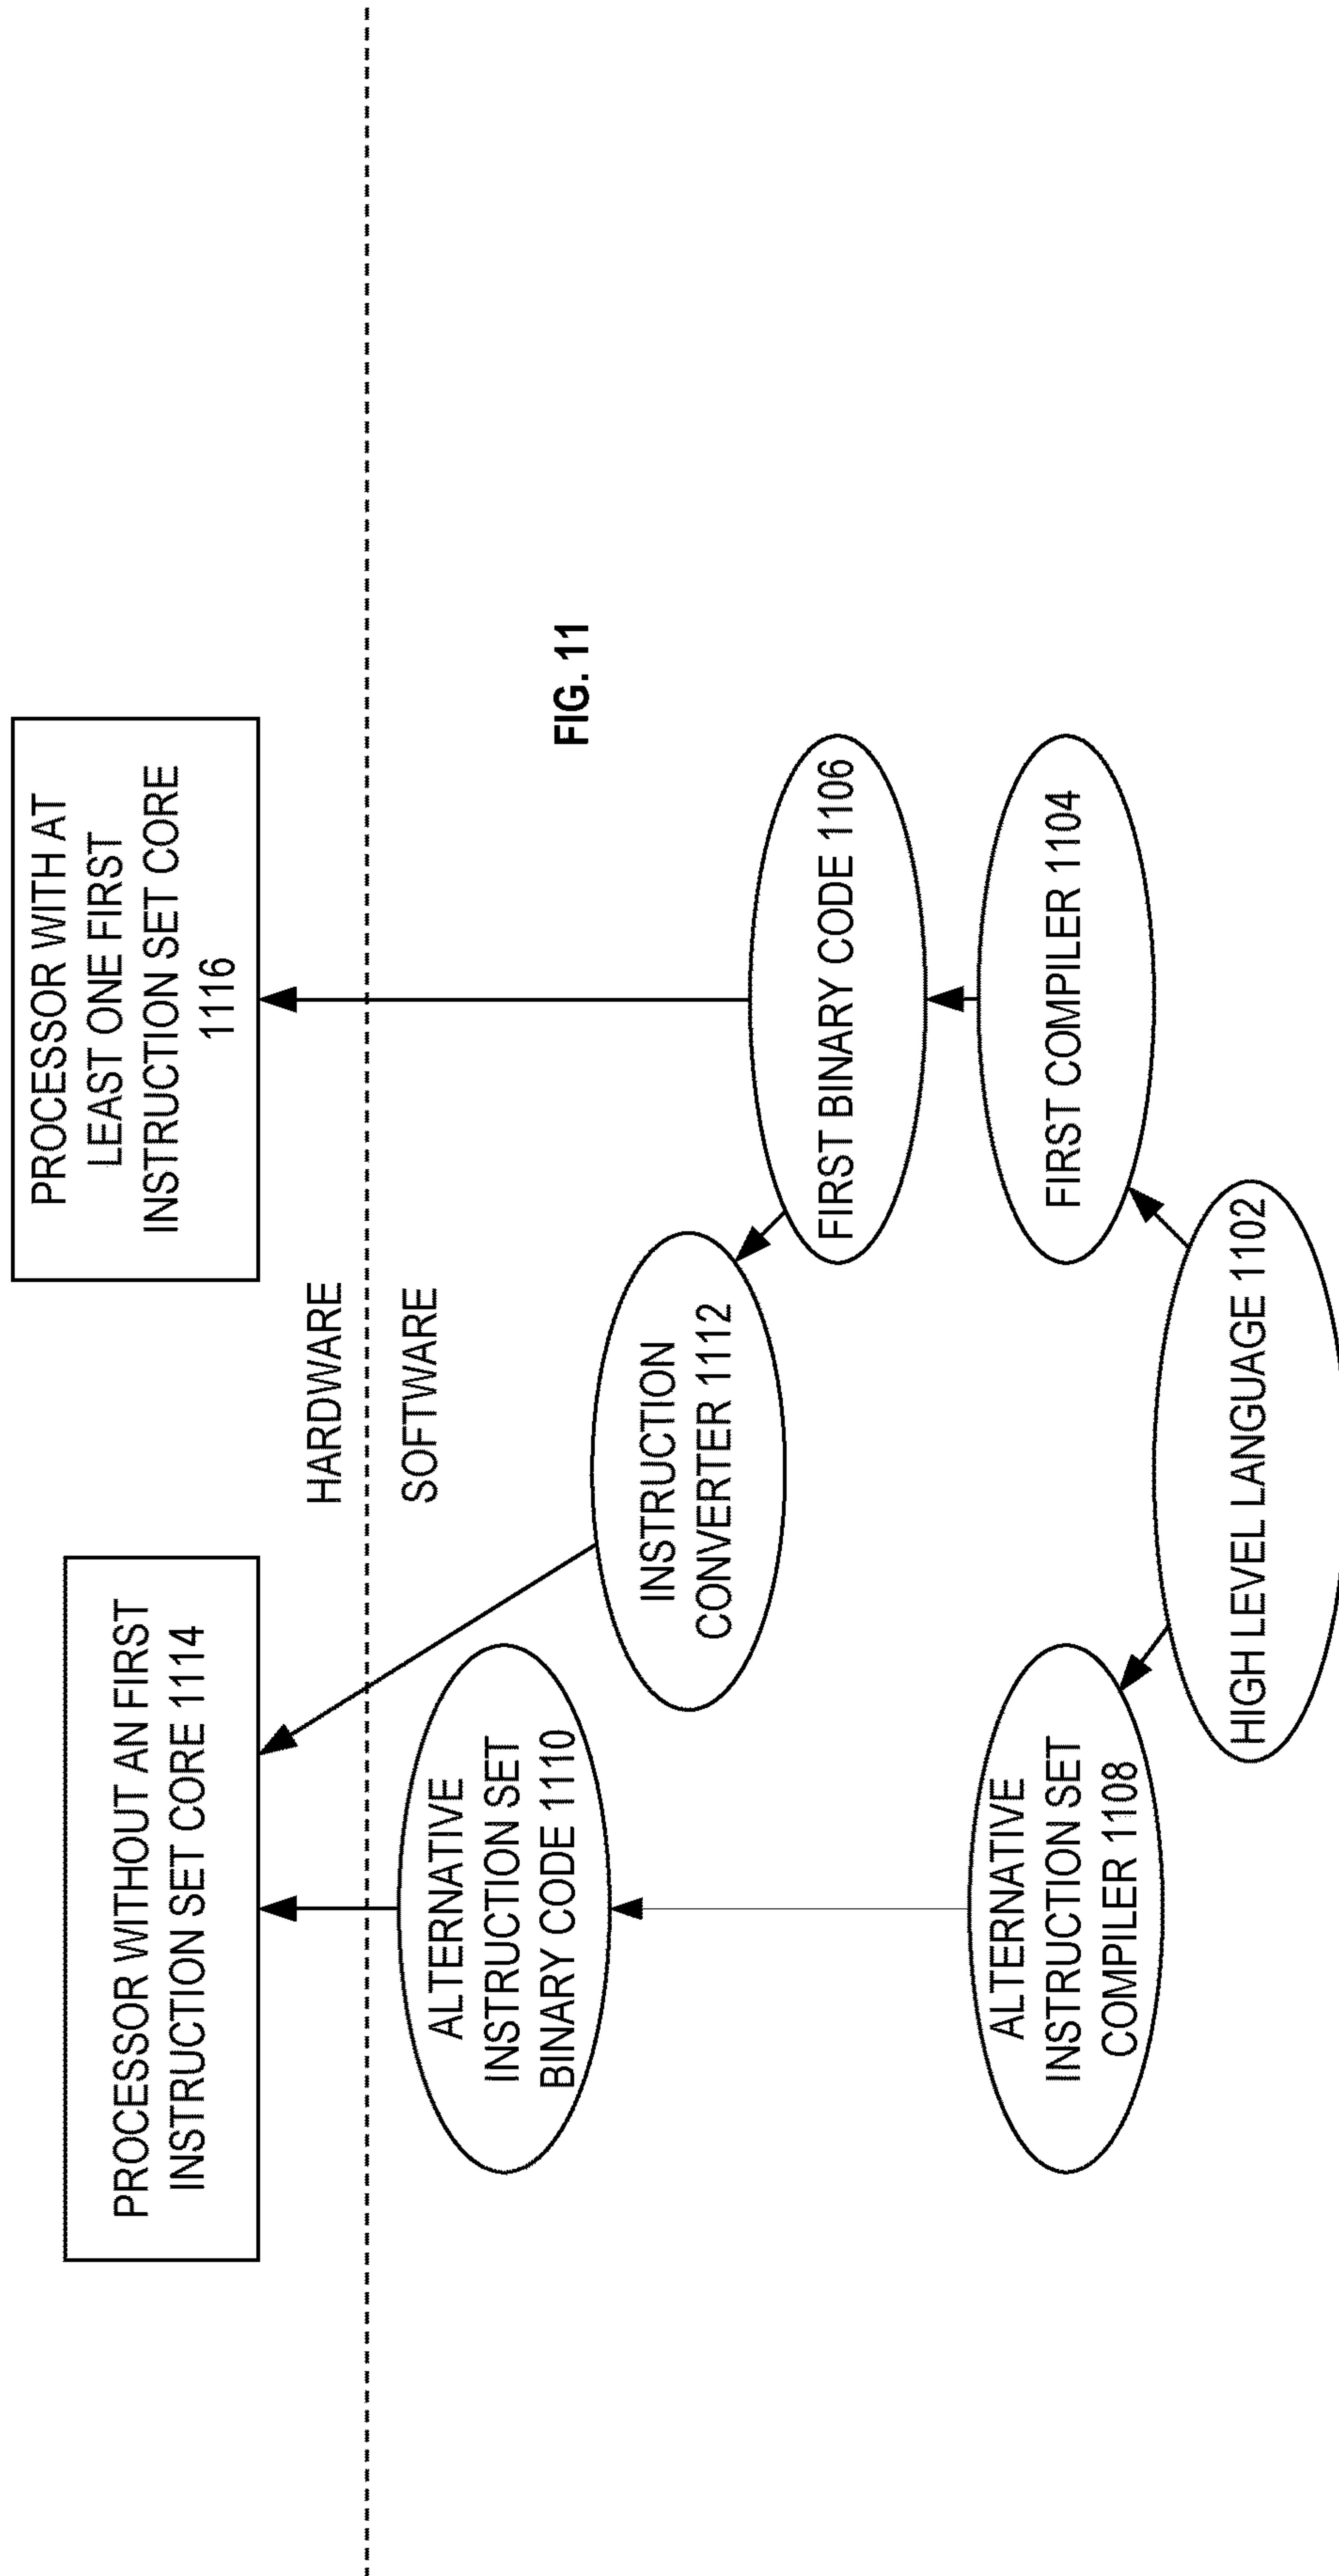 PROCESSOR WITHOUT AN FIRST
INSTRUCTION SET CORE 1114
PROCESSOR WITH AT
LEAST ONE FIRST
INSTRUCTION SET CORE
1116
HARDWARE
SOFTWARE
ALTERNATIVE
INSTRUCTION SET
BINARY CODE 1110
INSTRUCTION
CONVERTER 1112
FIG. 11
FIRST BINARY CODE 1106
ALTERNATIVE
INSTRUCTION SET
COMPILER 1108
FIRST COMPILER 1104
HIGH LEVEL LANGUAGE 1102